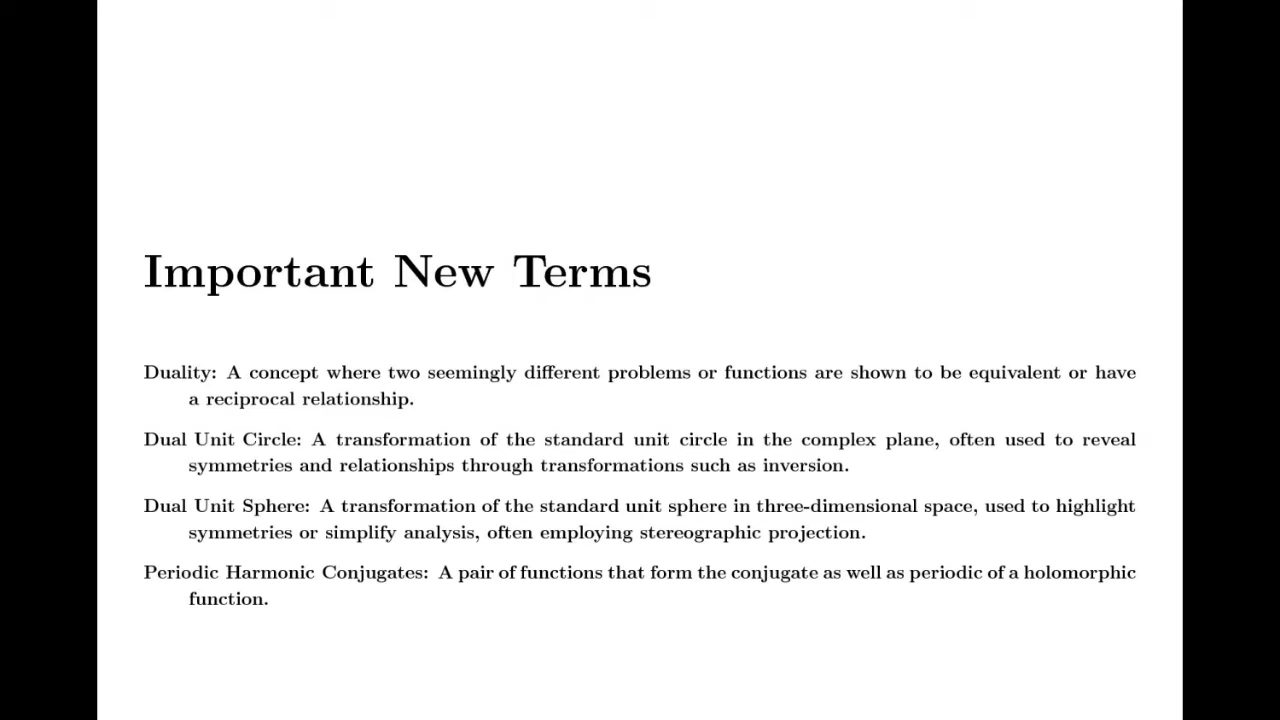 Important New Terms
Duality: A concept where two seemingly different problems or functions are shown to be equivalent or have
a reciprocal relationship.
Dual Unit Circle: A transformation of the standard unit circle in the complex plane, often used to reveal
symmetries and relationships through transformations such as inversion.
Dual Unit Sphere: A transformation of the standard unit sphere in three-dimensional space, used to highlight
symmetries or simplify analysis, often employing stereographic projection.
Periodic Harmonic Conjugates: A pair of functions that form the conjugate as well as periodic of a holomorphic
function.